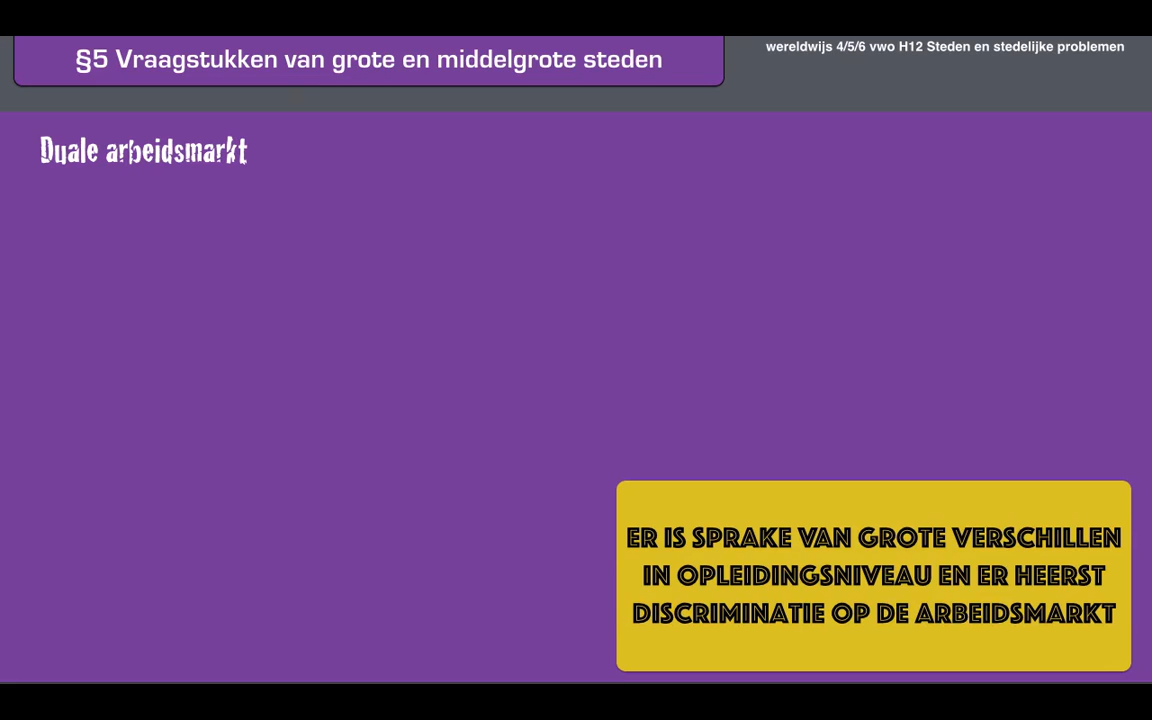 §5 Vraagstukken van grote en middelgrote steden
wereldwijs 4/5/6 vwo H12 Steden en stedelijke problemen
Duale arbeidsmarkt
ER IS SPRAKE VAN GROTE VERSCHILLEN
IN OPLEIDINGSNIVEAU EN ER HEERST
DISCRIMINATIE OP DE ARBEIDSMARKT